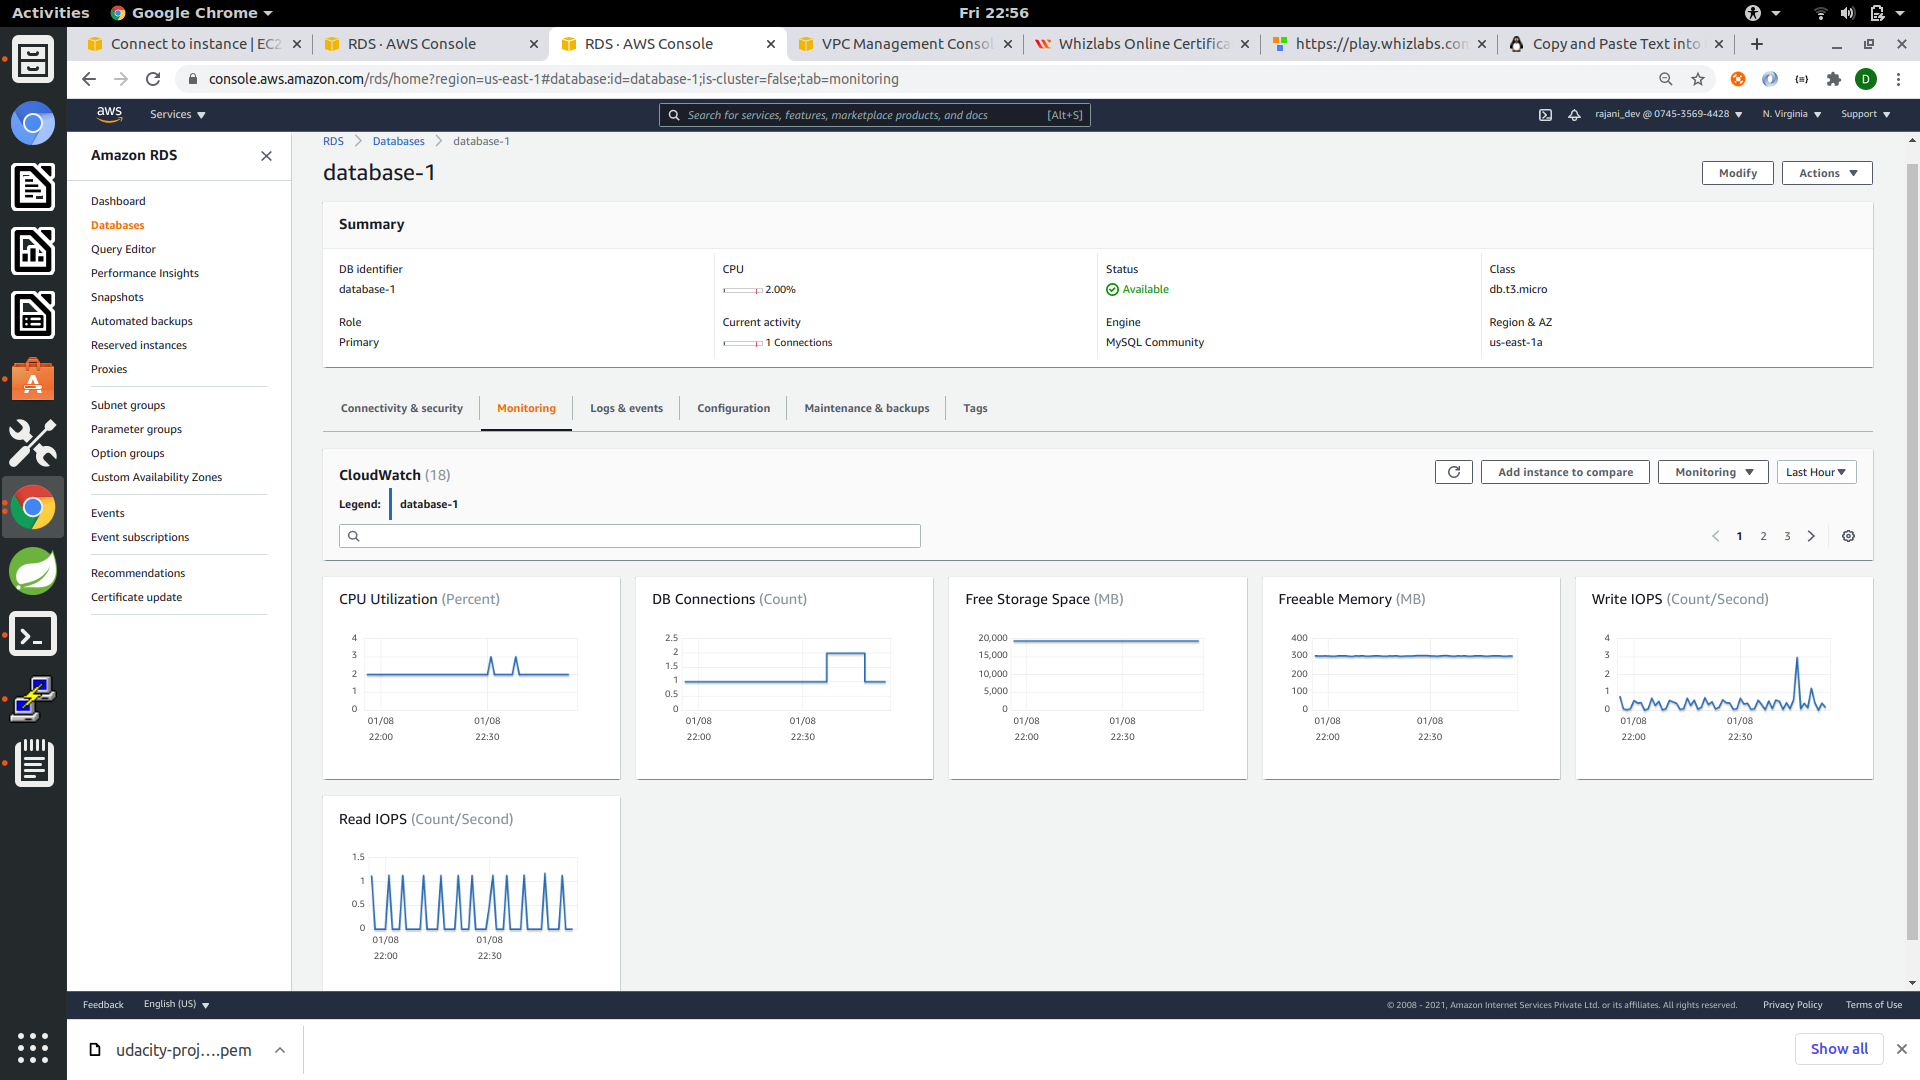 Activities
Google Chrome
Fri 22:56
Connect to instance | EC2
RDS · AWS Console
RDS · AWS Console
VPC Management Consol
Whizlabs Online Certifica
https://play.whizlabs.com
Copy and Paste Text into
console.aws.amazon.com/rds/home?region=us-east-1#database:id=database-1;is-cluster=false;tab=monitoring
D
aws
Services
Search for services, features, marketplace products, and docs
[Alt+S]
rajani_dev @ 0745-3569-4428
N. Virginia
Support
Amazon RDS
Dashboard
Databases
Query Editor
Performance Insights
Snapshots
Automated backups
Reserved instances
Proxies
Subnet groups
Parameter groups
Option groups
Custom Availability Zones
Events
Event subscriptions
Recommendations
Certificate update
RDS
Databases
database-1
database-1
Modify
Actions
Summary
DB identifier
database-1
CPU
2.00%
Status
Available
Class
db.t3.micro
Role
Primary
Current activity
1 Connections
Engine
MySQL Community
Region & AZ
us-east-1a
Connectivity & security
Monitoring
Logs & events
Configuration
Maintenance & backups
Tags
CloudWatch (18)
Add instance to compare
Monitoring
Last Hour
Legend:
database-1
1
2
3
CPU Utilization (Percent)
4
3
2
1
0
01/08
22:00
01/08
22:30
DB Connections (Count)
2.5
2
1.5
1
0.5
0
01/08
22:00
01/08
22:30
Free Storage Space (MB)
20,000
15,000
10,000
5,000
0
01/08
22:00
01/08
22:30
Freeable Memory (MB)
400
300
200
100
0
01/08
22:00
01/08
22:30
Write IOPS (Count/Second)
4
3
2
1
0
01/08
22:00
01/08
22:30
Read IOPS (Count/Second)
1.5
1
0.5
0
01/08
22:00
01/08
22:30
Feedback
English (US)
© 2008 - 2021, Amazon Internet Services Private Ltd. or its affiliates. All rights reserved.
Privacy Policy
Terms of Use
udacity-proj....pem
Show all